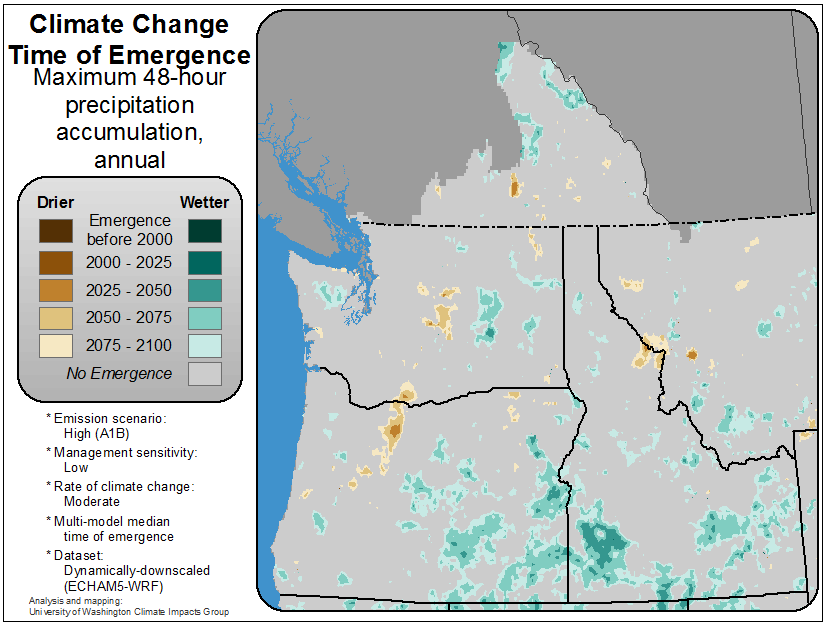 Climate Change
Time of Emergence
Maximum 48-hour
precipitation
accumulation,
annual
Drier Wetter
Emergence
before 2000
2000 - 2025
2025 - 2050
2050 - 2075
2075 - 2100
No Emergence
* Emission scenario:
High (A1B)
* Management sensitivity:
Low
* Rate of climate change:
Moderate
* Multi-model median
time of emergence
* Dataset:
Dynamically-downscaled
(ECHAM5-WRF)
Analysis and mapping:
University of Washington Climate Impacts Group